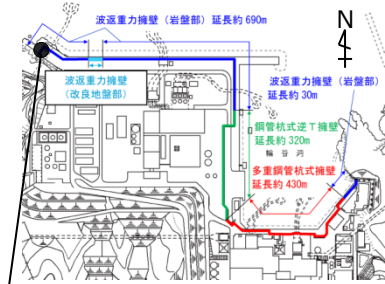 波返重力擁壁（岩盤部）延長約 690m
N
波返重力擁壁
（改良地盤部）
波返重力擁壁（岩盤部）
延長約 30m
鋼管杭式逆T擁壁
延長約 320m
輪谷湾
多重鋼管杭式擁壁
延長約 430m